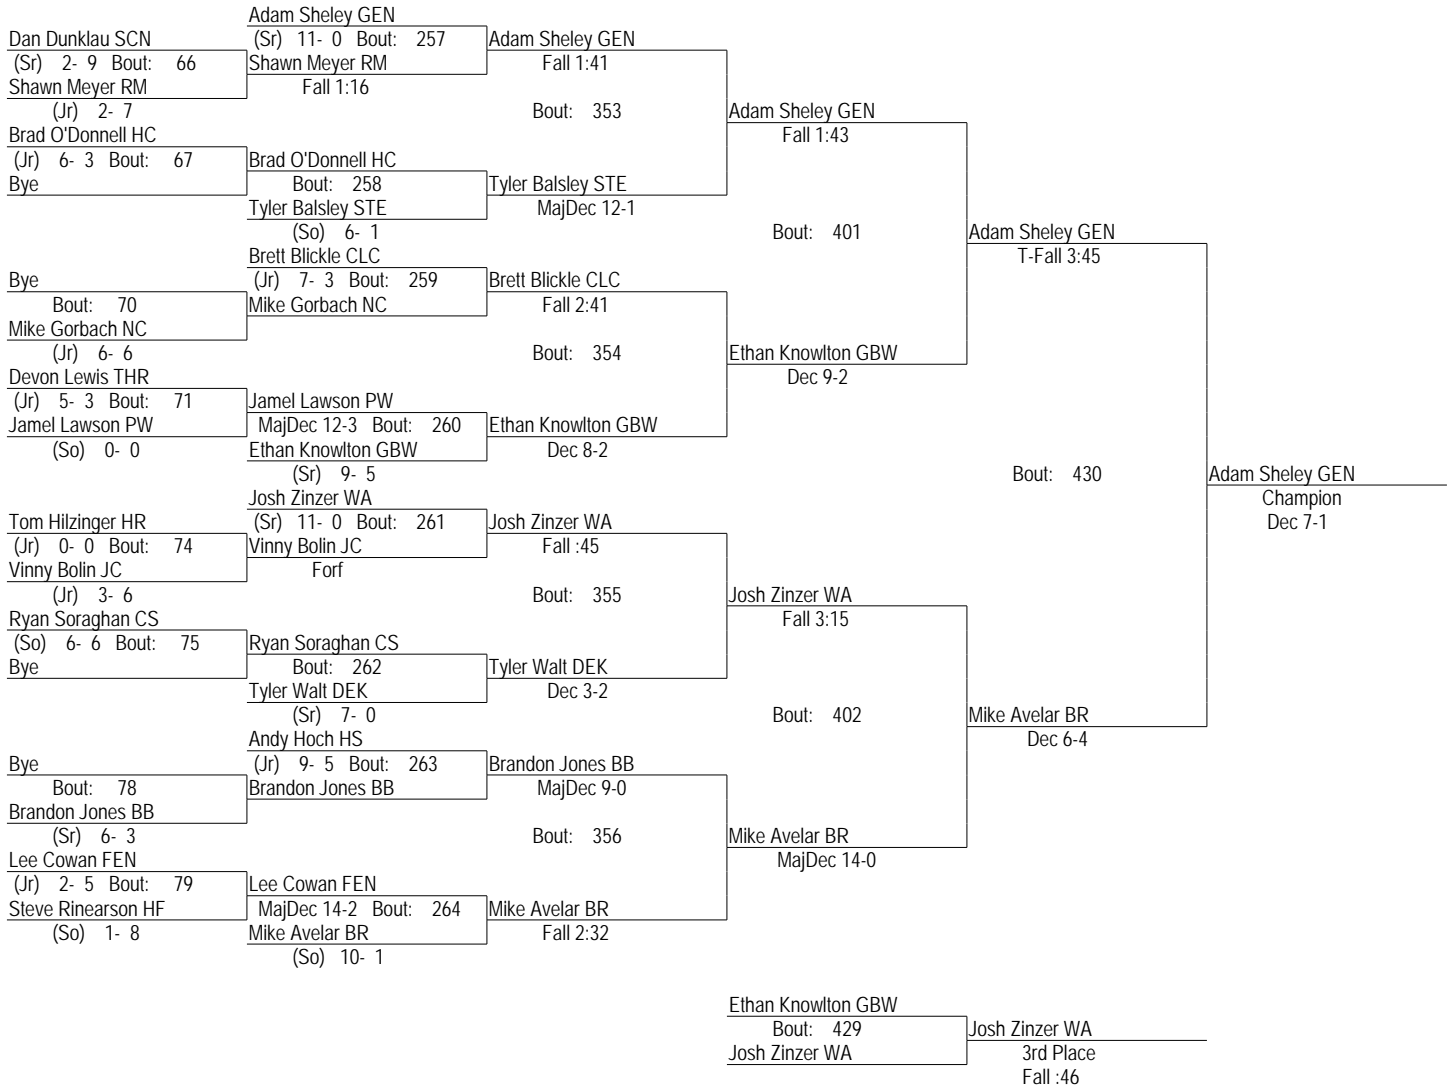 Adam Sheley GEN
Dan Dunklau SCN
(Sr) 11- 0 Bout: 257
Adam Sheley GEN
(Sr) 2- 9 Bout: 66
Shawn Meyer RM
Fall 1:41
Shawn Meyer RM
Fall 1:16
(Jr) 2- 7
Bout: 353
Adam Sheley GEN
Brad O'Donnell HC
Fall 1:43
(Jr) 6- 3 Bout: 67
Brad O'Donnell HC
Bye
Bout: 258
Tyler Balsley STE
Tyler Balsley STE
MajDec 12-1
(So) 6- 1
Bout: 401
Adam Sheley GEN
Brett Blickle CLC
T-Fall 3:45
Bye
(Jr) 7- 3 Bout: 259
Brett Blickle CLC
Bout: 70
Mike Gorbach NC
Fall 2:41
Mike Gorbach NC
(Jr) 6- 6
Bout: 354
Ethan Knowlton GBW
Devon Lewis THR
Dec 9-2
(Jr) 5- 3 Bout: 71
Jamel Lawson PW
Jamel Lawson PW
MajDec 12-3 Bout: 260
Ethan Knowlton GBW
(So) 0- 0
Ethan Knowlton GBW
Dec 8-2
(Sr) 9- 5
Bout: 430
Adam Sheley GEN
Josh Zinzer WA
Champion
Tom Hilzinger HR
(Sr) 11- 0 Bout: 261
Josh Zinzer WA
Dec 7-1
(Jr) 0- 0 Bout: 74
Vinny Bolin JC
Fall :45
Vinny Bolin JC
Forf
(Jr) 3- 6
Bout: 355
Josh Zinzer WA
Ryan Soraghan CS
Fall 3:15
(So) 6- 6 Bout: 75
Ryan Soraghan CS
Bye
Bout: 262
Tyler Walt DEK
Tyler Walt DEK
Dec 3-2
(Sr) 7- 0
Bout: 402
Mike Avelar BR
Andy Hoch HS
Dec 6-4
Bye
(Jr) 9- 5 Bout: 263
Brandon Jones BB
Bout: 78
Brandon Jones BB
MajDec 9-0
Brandon Jones BB
(Sr) 6- 3
Bout: 356
Mike Avelar BR
Lee Cowan FEN
MajDec 14-0
(Jr) 2- 5 Bout: 79
Lee Cowan FEN
Steve Rinearson HF
MajDec 14-2 Bout: 264
Mike Avelar BR
(So) 1- 8
Mike Avelar BR
Fall 2:32
(So) 10- 1
Ethan Knowlton GBW
Bout: 429
Josh Zinzer WA
Josh Zinzer WA
3rd Place
Fall :46